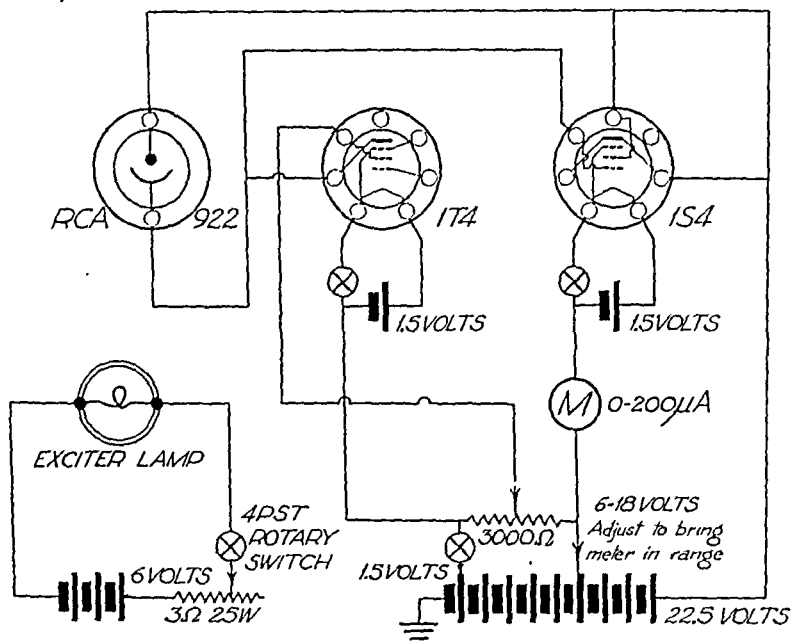 RCA 922
1T4
1S4
1.5 VOLTS
1.5 VOLTS
M 0-200µA
EXCITER LAMP
4PST
ROTARY
SWITCH
6 VOLTS
3Ω 25W
3000Ω
6-18 VOLTS
Adjust to bring
meter in range
1.5 VOLTS
22.5 VOLTS